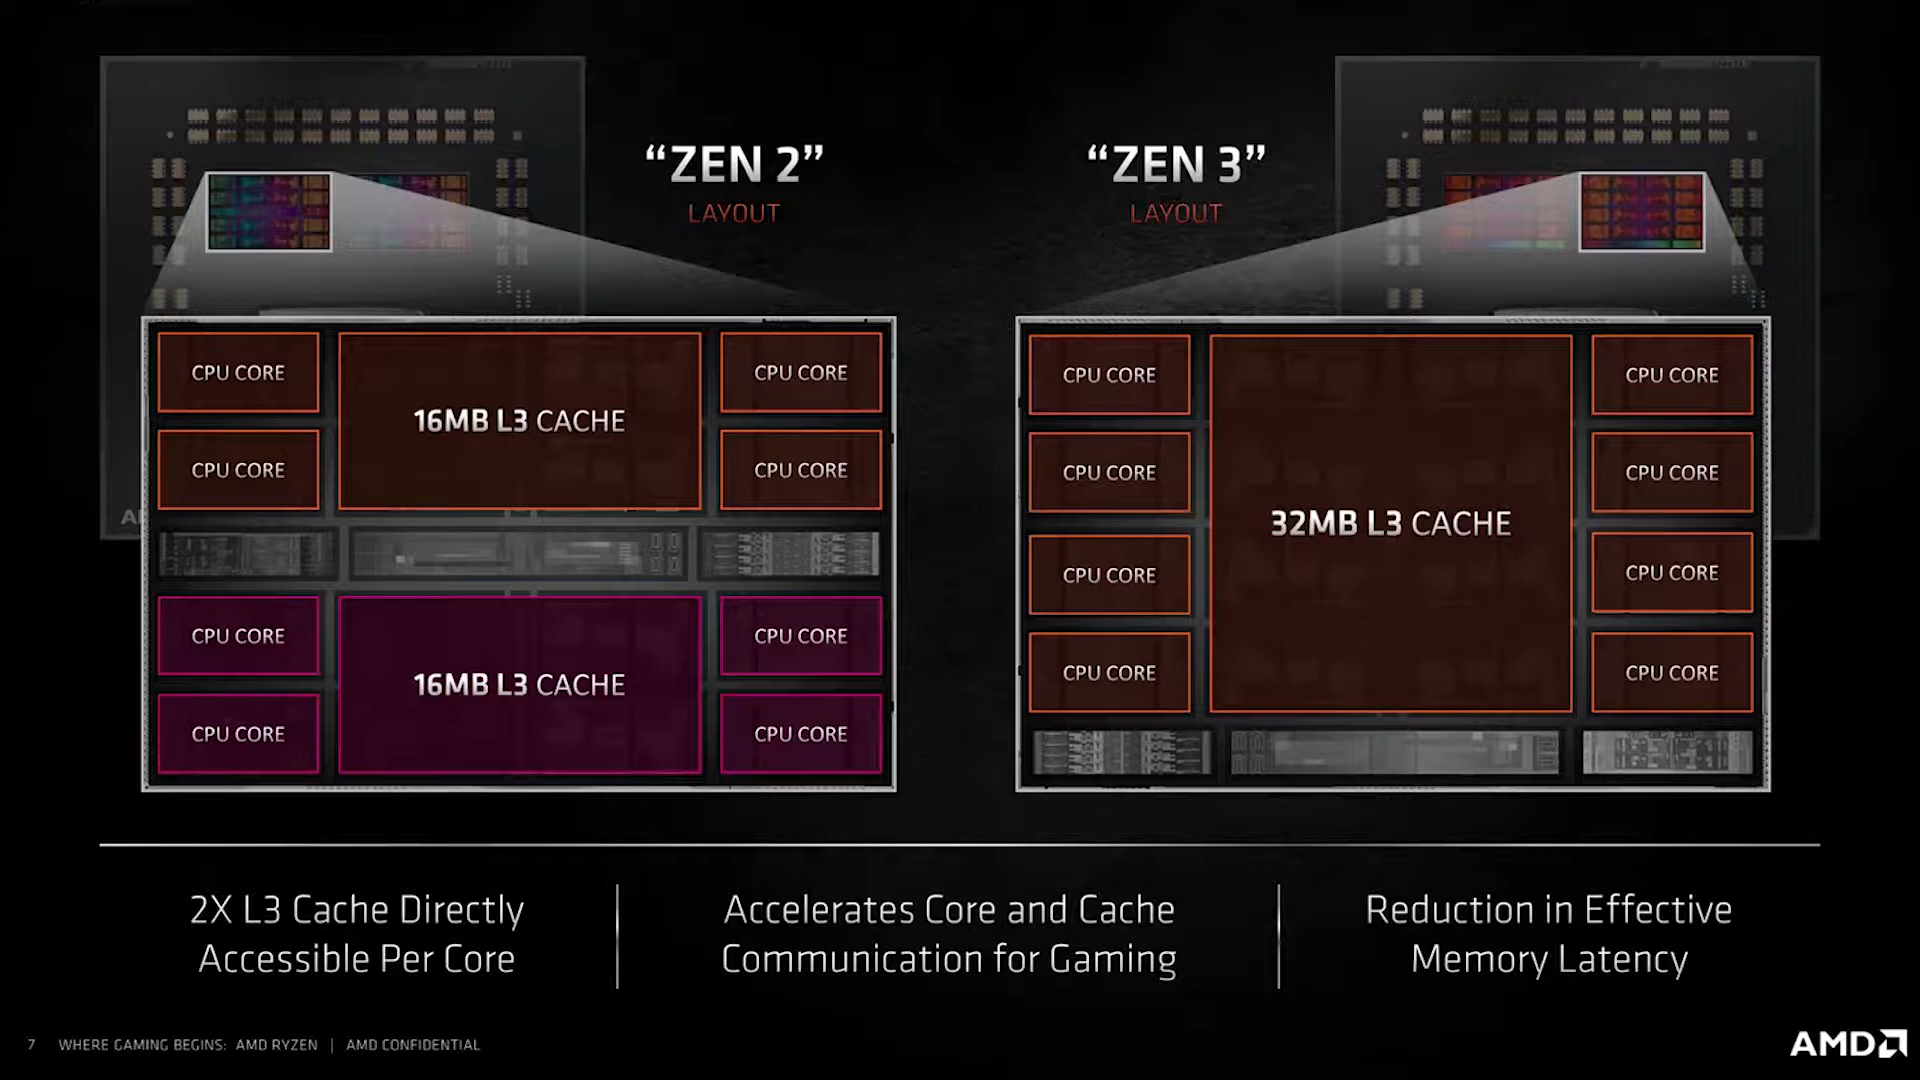 “ZEN 2”
LAYOUT
“ZEN 3”
LAYOUT
CPU CORE
CPU CORE
16MB L3 CACHE
CPU CORE
CPU CORE
CPU CORE
CPU CORE
16MB L3 CACHE
CPU CORE
CPU CORE
CPU CORE
CPU CORE
CPU CORE
CPU CORE
32MB L3 CACHE
CPU CORE
CPU CORE
CPU CORE
CPU CORE
2X L3 Cache Directly
Accessible Per Core
Accelerates Core and Cache
Communication for Gaming
Reduction in Effective
Memory Latency
7 WHERE GAMING BEGINS: AMD RYZEN | AMD CONFIDENTIAL
AMD